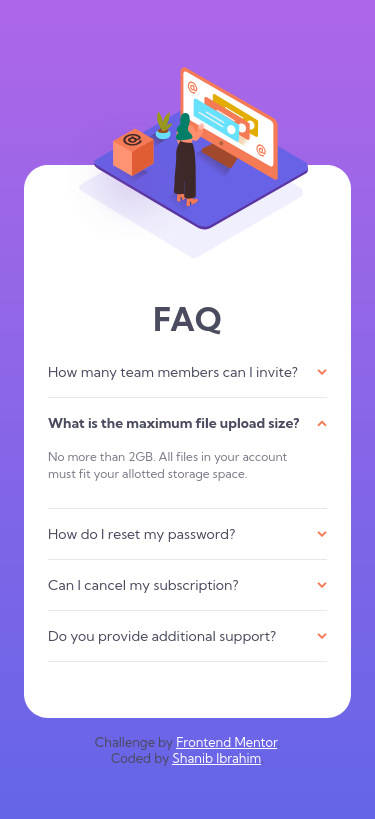 FAQ
How many team members can I invite?
What is the maximum file upload size?
No more than 2GB. All files in your account
must fit your allotted storage space.
How do I reset my password?
Can I cancel my subscription?
Do you provide additional support?
Challenge by Frontend Mentor
Coded by Shanib Ibrahim